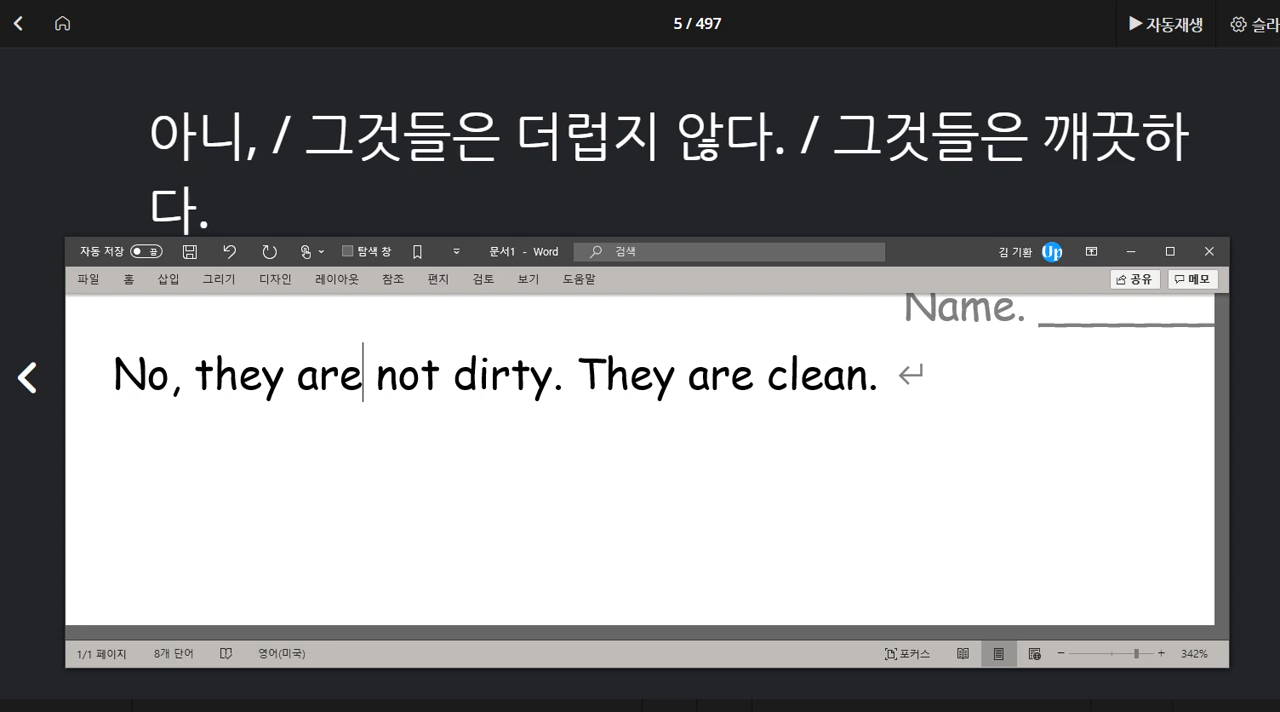 5 / 497
▶ 자동재생
슬라
아니, / 그것들은 더럽지 않다. / 그것들은 깨끗하
다.
자동 저장 끔 탐색 창 문서1 - Word 검색 김 기환 Up
파일 홈 삽입 그리기 디자인 레이아웃 참조 편지 검토 보기 도움말 공유 메모
Name. ________
No, they are not dirty. They are clean.
1/1 페이지 8개 단어 영어(미국) 포커스 − + 342%